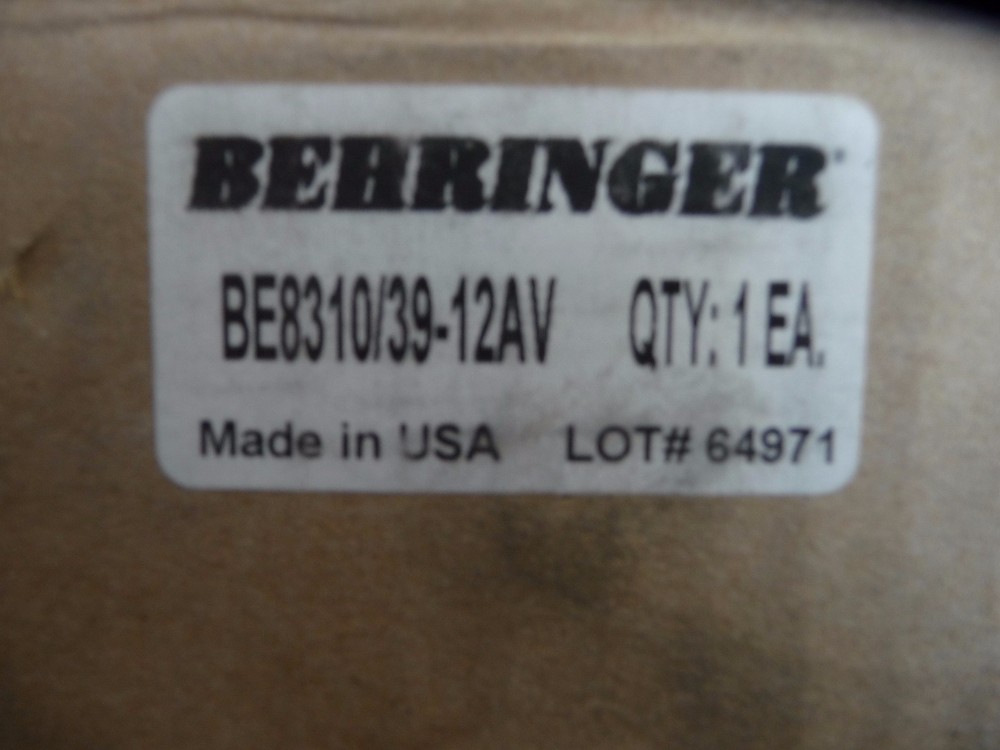 BEHRINGER
BE8310/39-12AV QTY: 1 EA.
Made in USA LOT# 64971